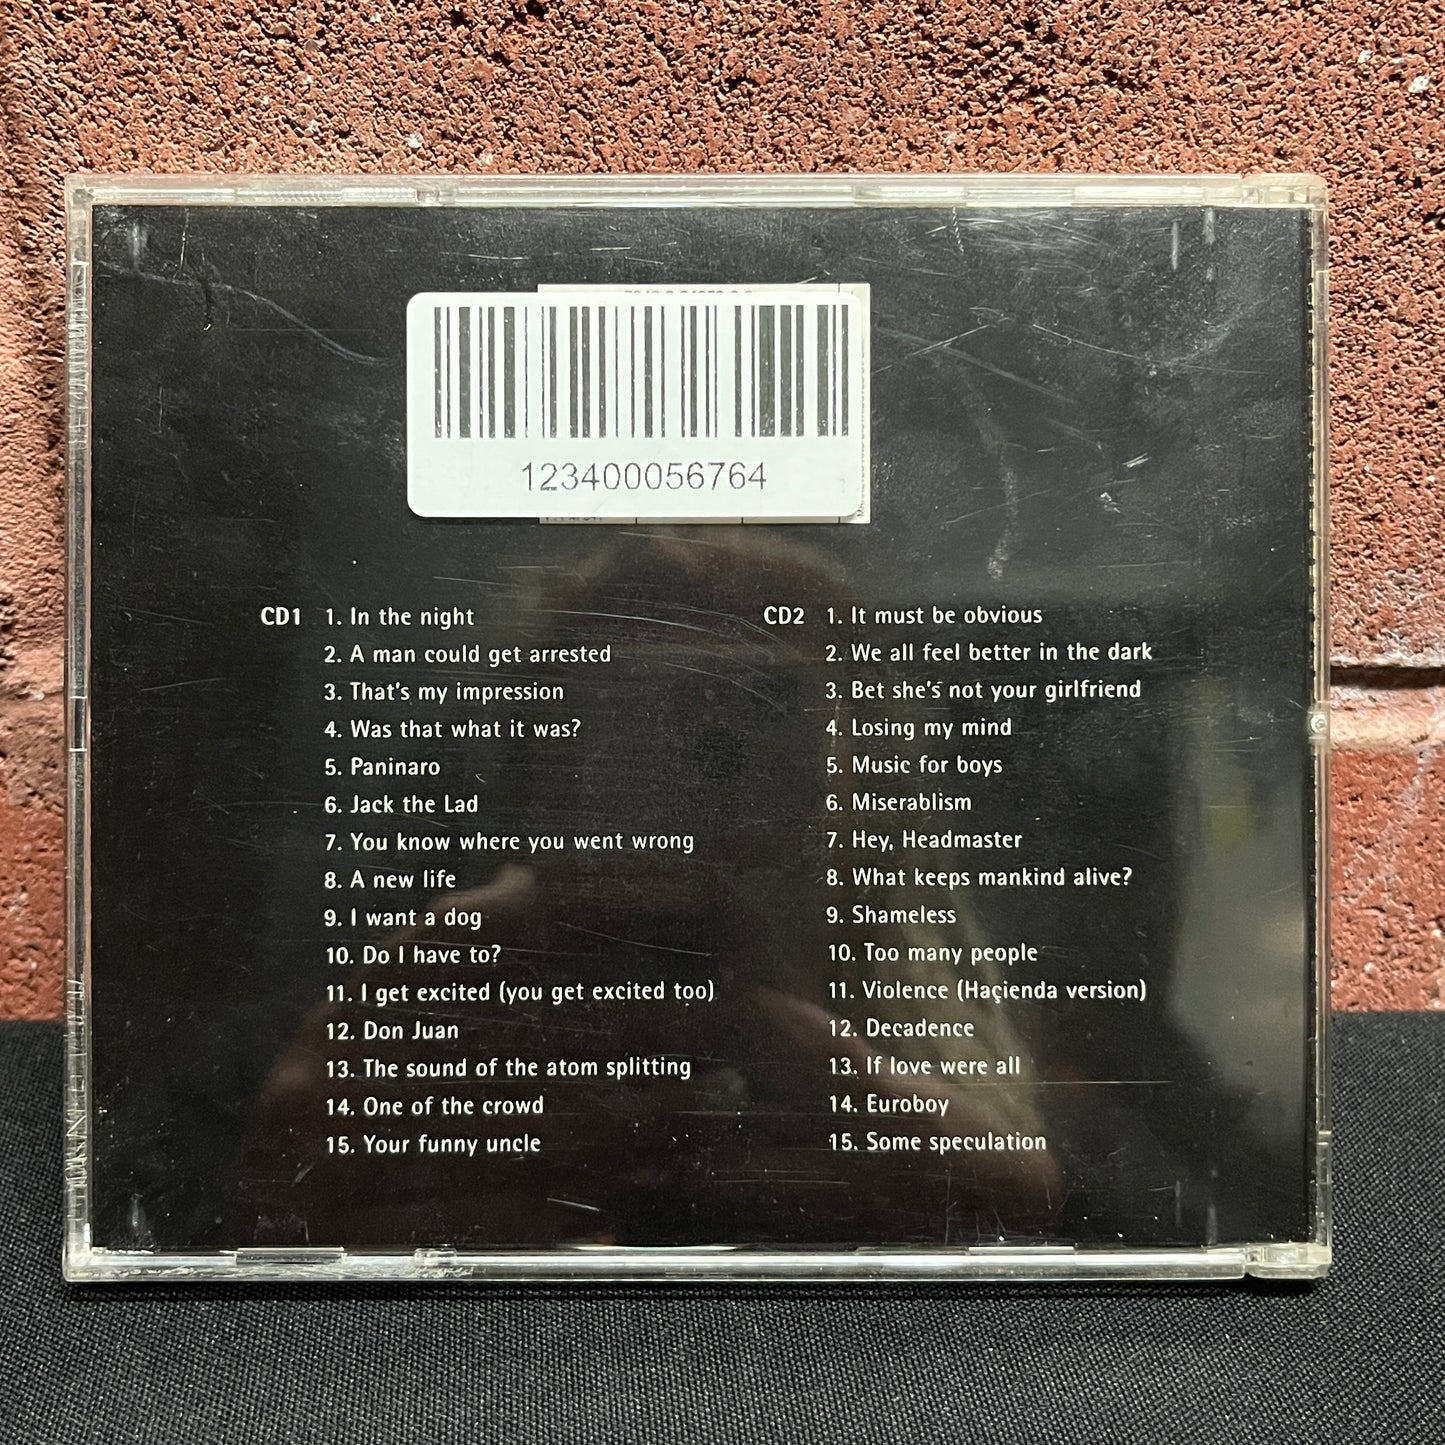 123400056764
CD1 1. In the night
2. A man could get arrested
3. That's my impression
4. Was that what it was?
5. Paninaro
6. Jack the Lad
7. You know where you went wrong
8. A new life
9. I want a dog
10. Do I have to?
11. I get excited (you get excited too)
12. Don Juan
13. The sound of the atom splitting
14. One of the crowd
15. Your funny uncle
CD2 1. It must be obvious
2. We all feel better in the dark
3. Bet she's not your girlfriend
4. Losing my mind
5. Music for boys
6. Miserablism
7. Hey, Headmaster
8. What keeps mankind alive?
9. Shameless
10. Too many people
11. Violence (Haçienda version)
12. Decadence
13. If love were all
14. Euroboy
15. Some speculation